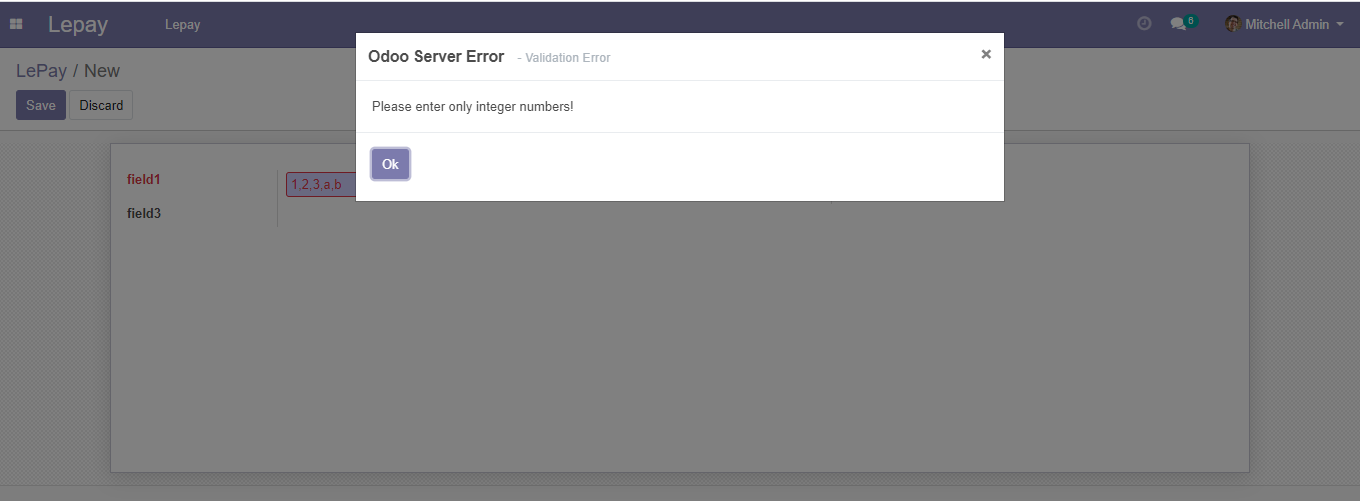 Lepay Lepay 6 Mitchell Admin
Odoo Server Error - Validation Error ×
LePay / New
Save Discard
Please enter only integer numbers!
Ok
field1 1,2,3,a,b
field3